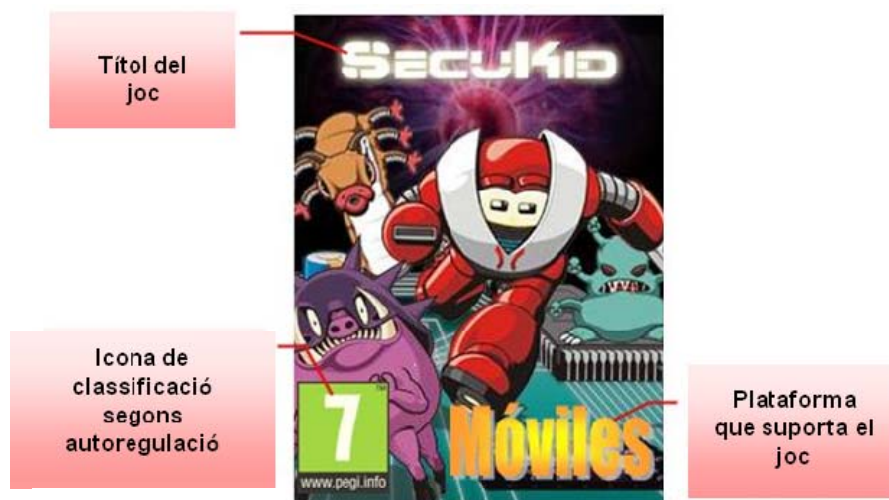 Títol del
joc
SECUKID
Icona de
classificació
segons
autoregulació
7
TM
www.pegi.info
Móviles
Plataforma
que suporta el
joc